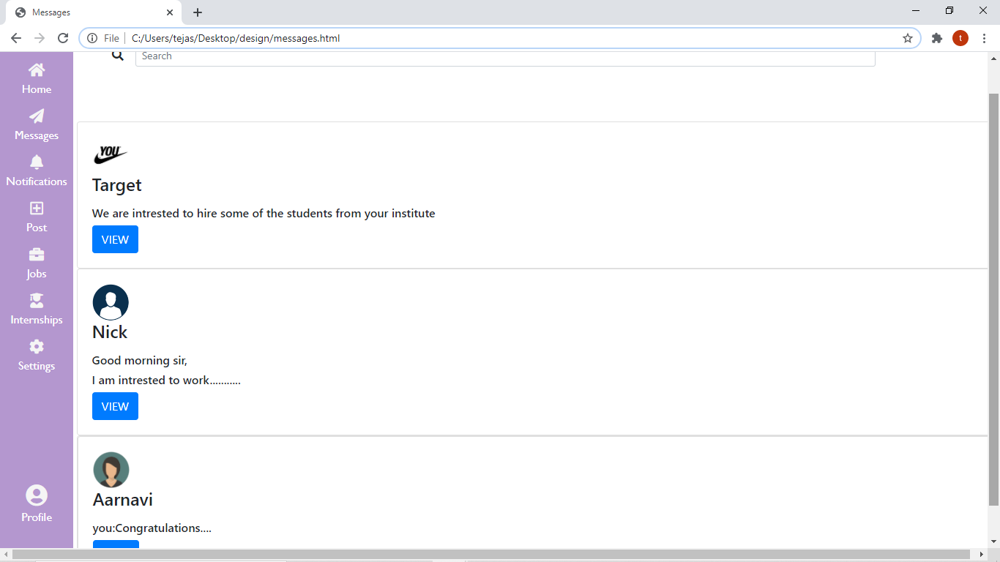 Messages
File
C:/Users/tejas/Desktop/design/messages.html
t
Search
Home
Messages
Notifications
Post
Jobs
Internships
Settings
Profile
YOU
Target
We are intrested to hire some of the students from your institute
VIEW
Nick
Good morning sir,
I am intrested to work...........
VIEW
Aarnavi
you:Congratulations....